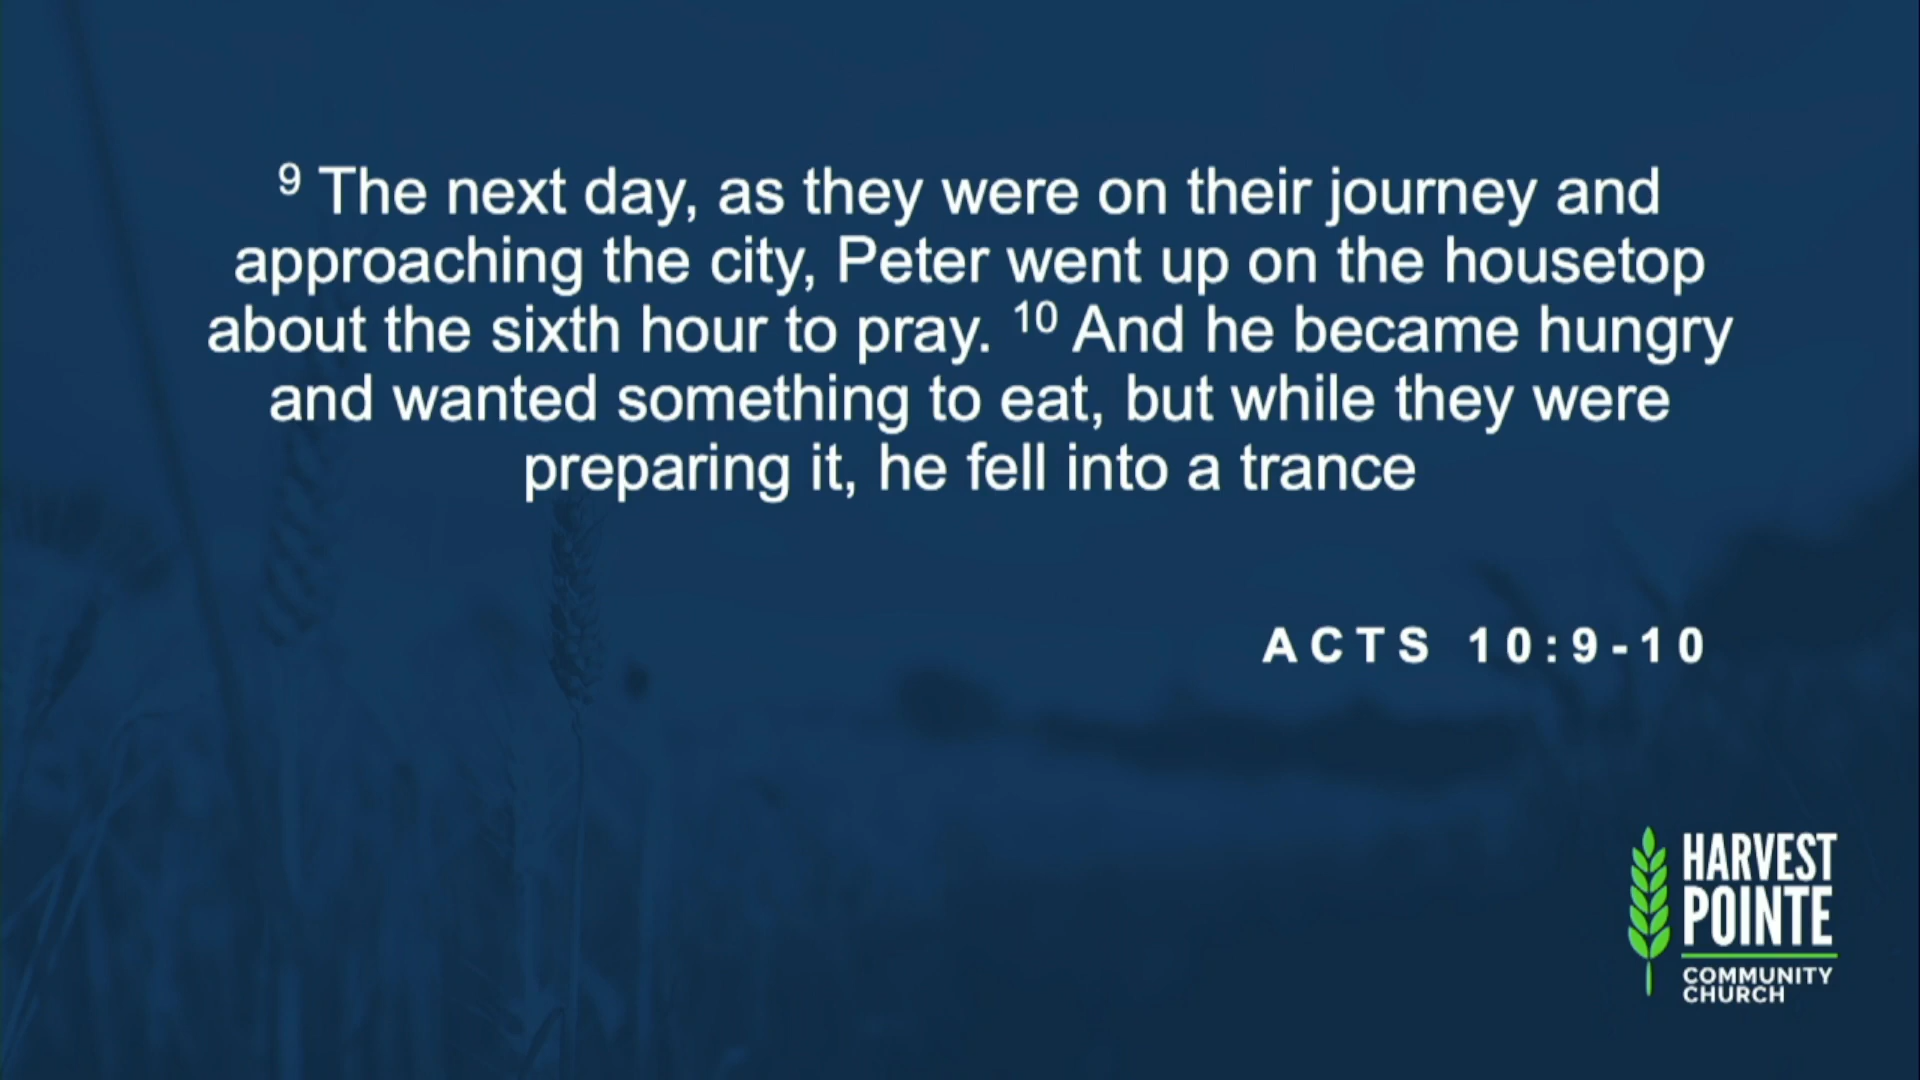 ⁹ The next day, as they were on their journey and
approaching the city, Peter went up on the housetop
about the sixth hour to pray. ¹⁰ And he became hungry
and wanted something to eat, but while they were
preparing it, he fell into a trance
ACTS 10:9-10
HARVEST
POINTE
COMMUNITY
CHURCH